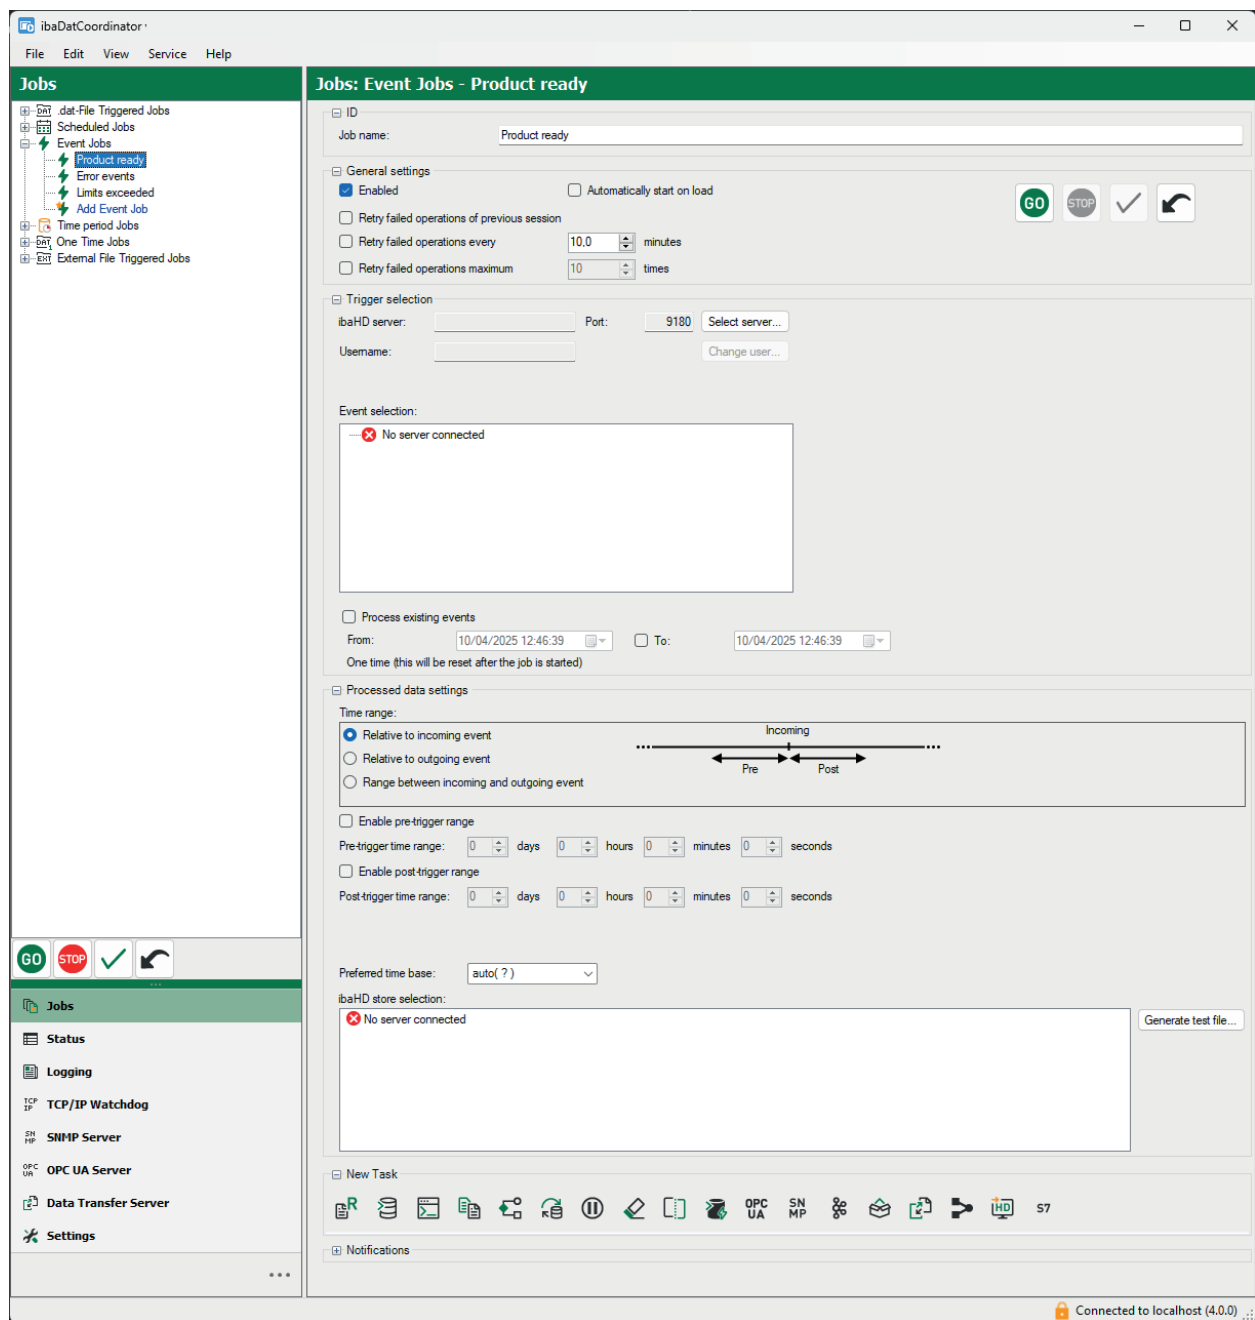 ibaDatCoordinator
File Edit View Service Help
Jobs
.dat-File Triggered Jobs
Scheduled Jobs
Event Jobs
Product ready
Error events
Limits exceeded
Add Event Job
Time period Jobs
One Time Jobs
External File Triggered Jobs
GO STOP
Jobs
Status
Logging
TCP/IP Watchdog
SNMP Server
OPC UA Server
Data Transfer Server
Settings
Jobs: Event Jobs - Product ready
ID
Job name: Product ready
General settings
Enabled Automatically start on load
GO STOP
Retry failed operations of previous session
Retry failed operations every 10,0 minutes
Retry failed operations maximum 10 times
Trigger selection
ibaHD server: Port: 9180 Select server...
Username: Change user...
Event selection:
No server connected
Process existing events
From: 10/04/2025 12:46:39 To: 10/04/2025 12:46:39
One time (this will be reset after the job is started)
Processed data settings
Time range:
Relative to incoming event
Relative to outgoing event
Range between incoming and outgoing event
Incoming
Pre Post
Enable pre-trigger range
Pre-trigger time range: 0 days 0 hours 0 minutes 0 seconds
Enable post-trigger range
Post-trigger time range: 0 days 0 hours 0 minutes 0 seconds
Preferred time base: auto( ? )
ibaHD store selection:
No server connected
Generate test file...
New Task
R OPC UA SN MP HD S7
Notifications
Connected to localhost (4.0.0)